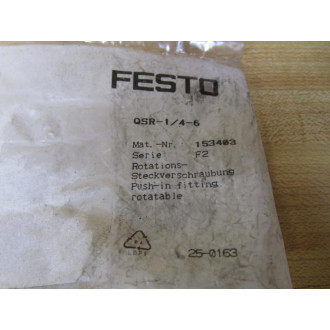 FESTO
QSR-1/4-6
Mat.-Nr. 153403
Serie F2
Rotations-
Steckverschraubung
Push-in fitting
rotatable
25-0163